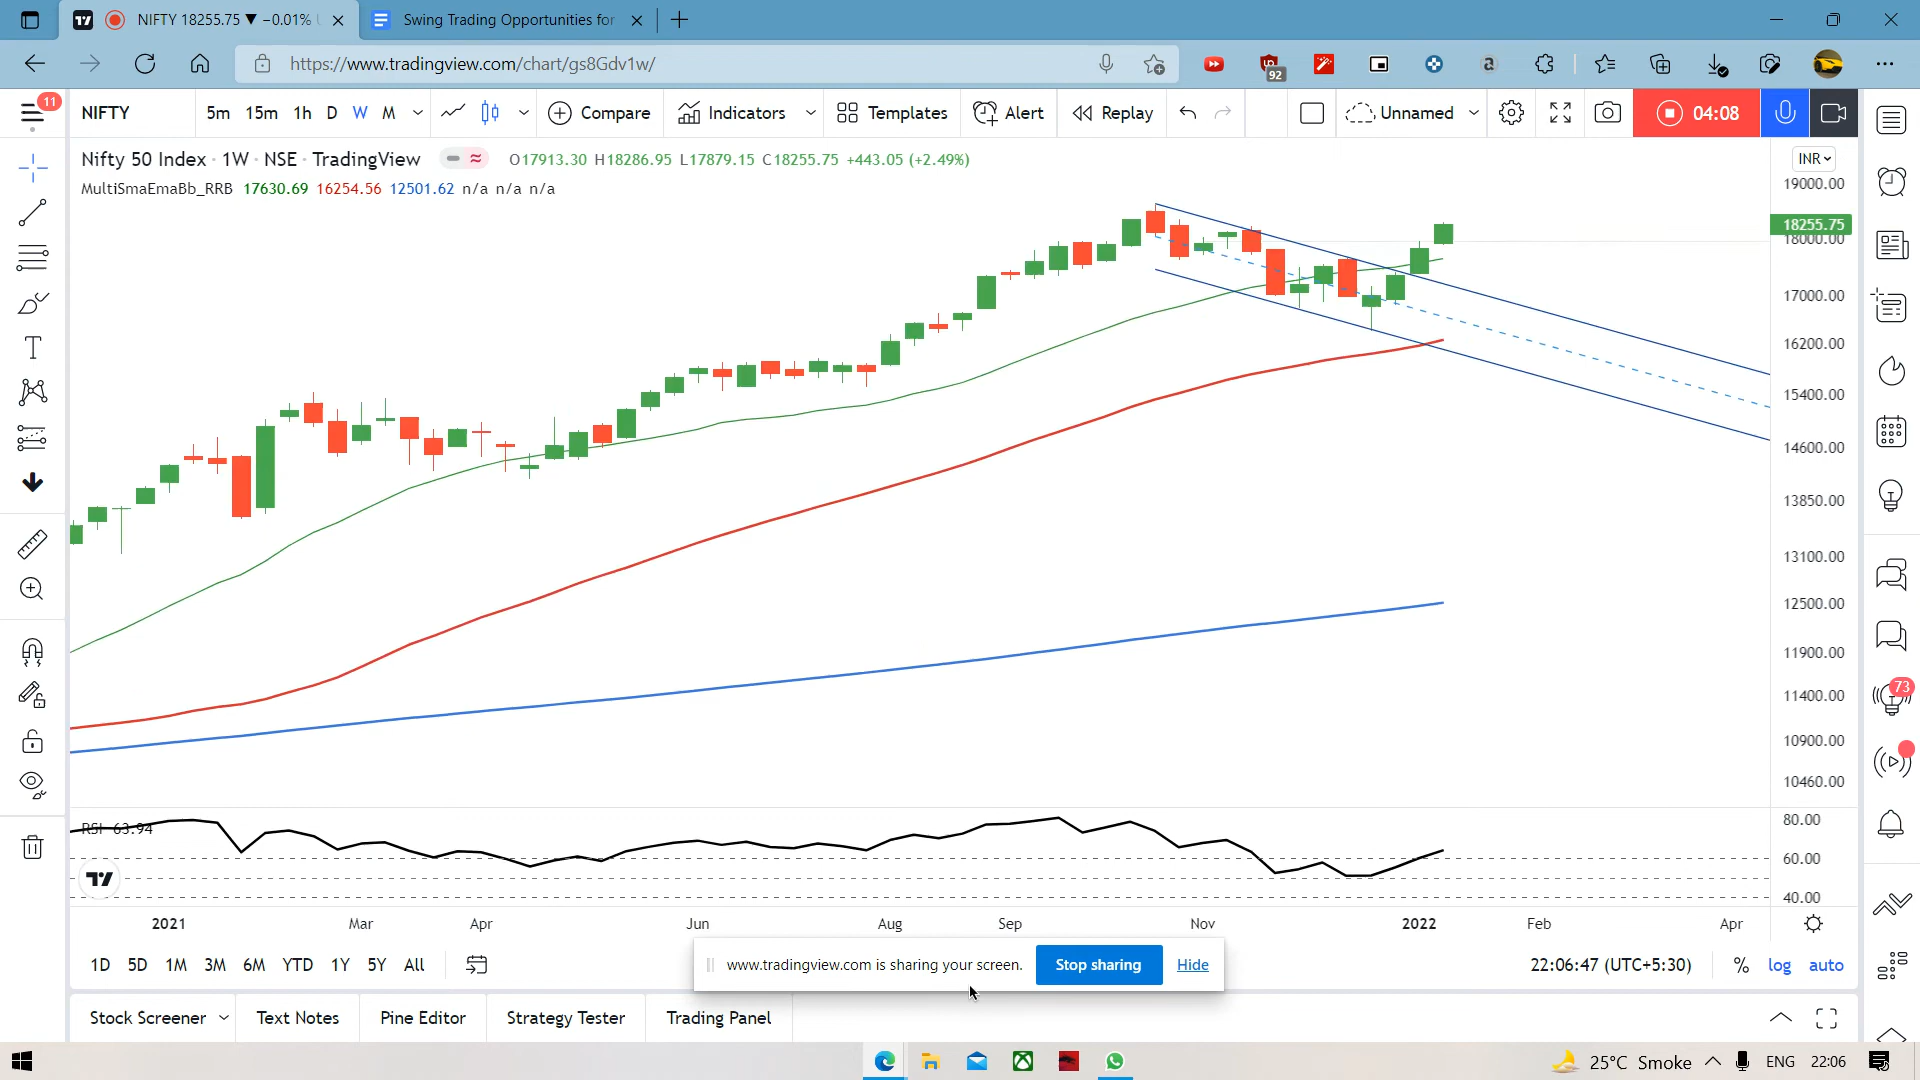 NIFTY 18255.75 ▼ −0.01%
Swing Trading Opportunities for
https://www.tradingview.com/chart/gs8Gdv1w/
92
11
NIFTY
5m 15m 1h D W M
Compare
Indicators
Templates
Alert
Replay
Unnamed
04:08
Nifty 50 Index · 1W · NSE · TradingView
O17913.30 H18286.95 L17879.15 C18255.75 +443.05 (+2.49%)
MultiSmaEmaBb_RRB 17630.69 16254.56 12501.62 n/a n/a n/a
INR
19000.00
18255.75
18000.00
17000.00
16200.00
15400.00
14600.00
13850.00
13100.00
12500.00
11900.00
11400.00
10900.00
10460.00
73
RSI 63.94
80.00
60.00
40.00
2021 Mar Apr Jun Aug Sep Nov 2022 Feb Apr
1D 5D 1M 3M 6M YTD 1Y 5Y All
www.tradingview.com is sharing your screen.
Stop sharing
Hide
22:06:47 (UTC+5:30)
% log auto
Stock Screener
Text Notes
Pine Editor
Strategy Tester
Trading Panel
25°C Smoke
ENG
22:06